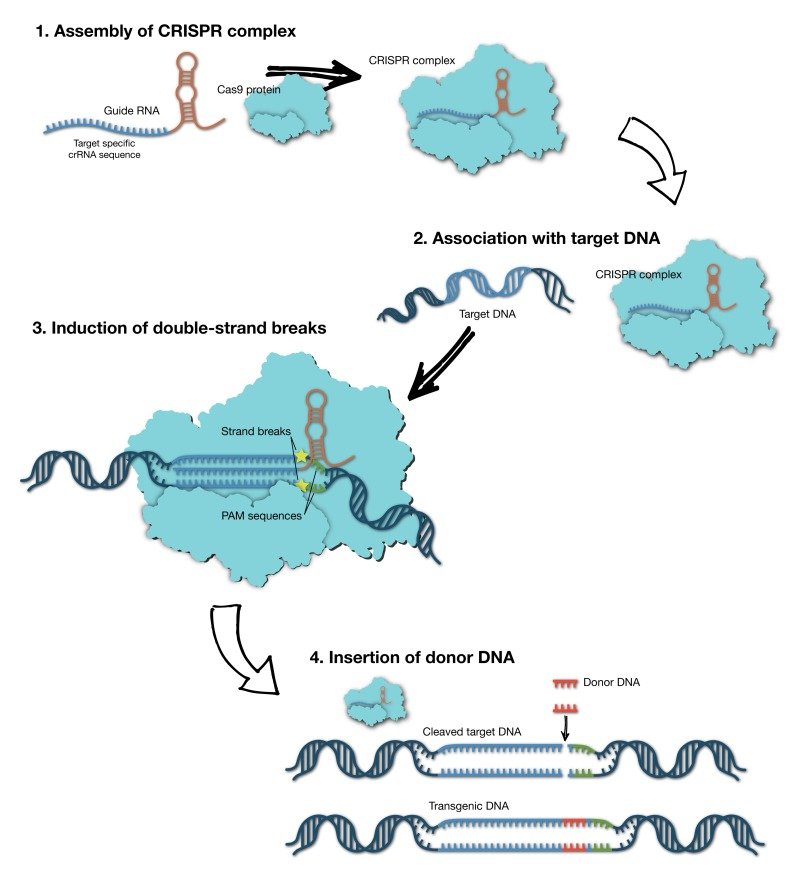 1. Assembly of CRISPR complex
Guide RNA
Target specific
crRNA sequence
Cas9 protein
CRISPR complex
2. Association with target DNA
Target DNA
CRISPR complex
3. Induction of double-strand breaks
Strand breaks
PAM sequences
4. Insertion of donor DNA
Donor DNA
Cleaved target DNA
Transgenic DNA